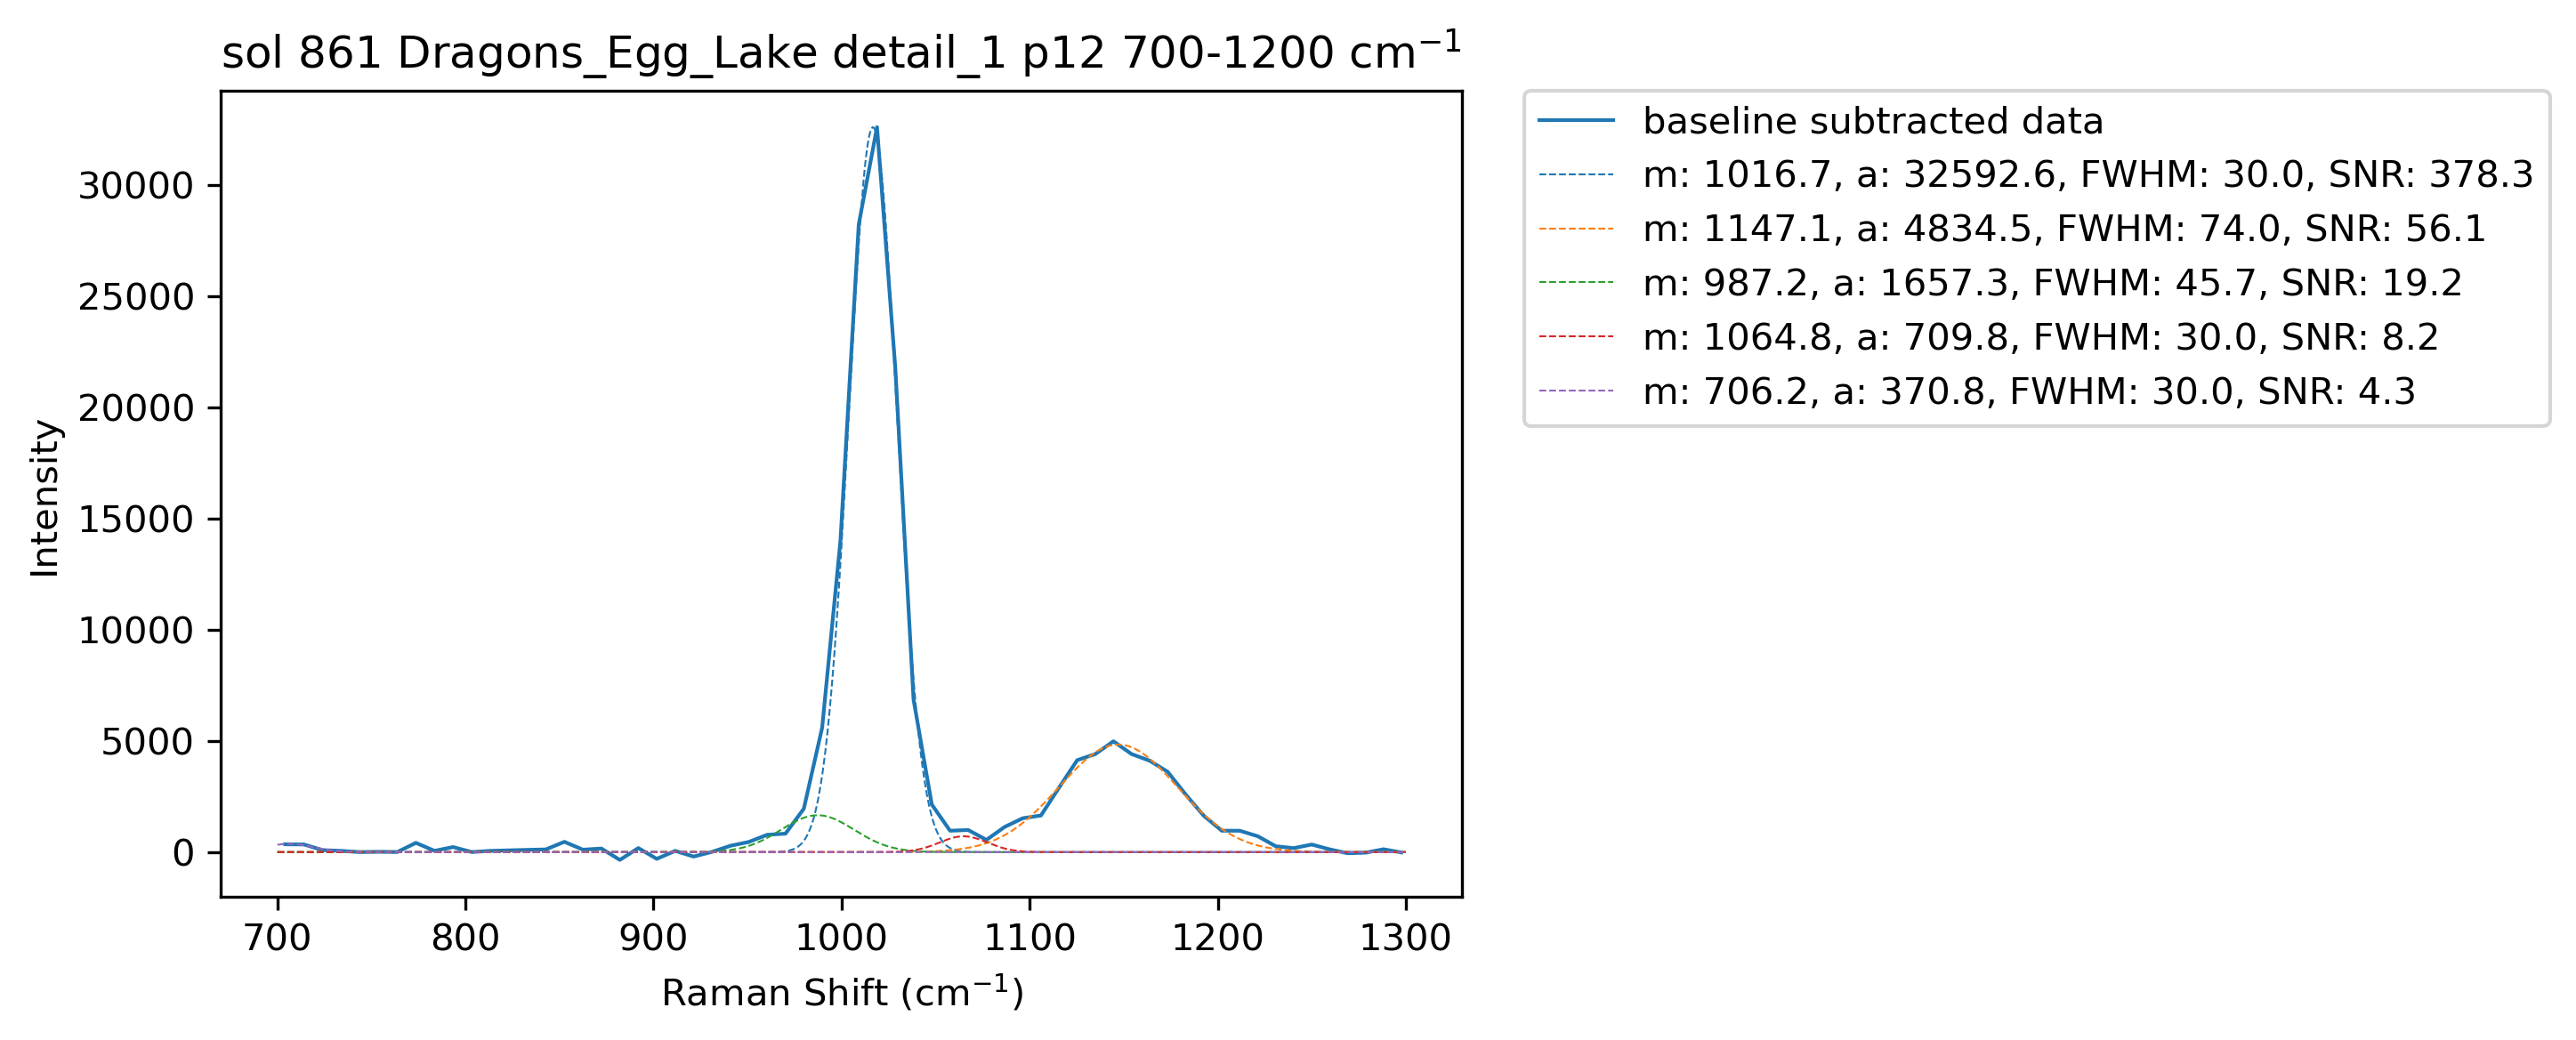 sol 861 Dragons_Egg_Lake detail_1 p12 700-1200 cm⁻¹
baseline subtracted data
m: 1016.7, a: 32592.6, FWHM: 30.0, SNR: 378.3
m: 1147.1, a: 4834.5, FWHM: 74.0, SNR: 56.1
m: 987.2, a: 1657.3, FWHM: 45.7, SNR: 19.2
m: 1064.8, a: 709.8, FWHM: 30.0, SNR: 8.2
m: 706.2, a: 370.8, FWHM: 30.0, SNR: 4.3
Intensity
30000
25000
20000
15000
10000
5000
0
700 800 900 1000 1100 1200 1300
Raman Shift (cm⁻¹)